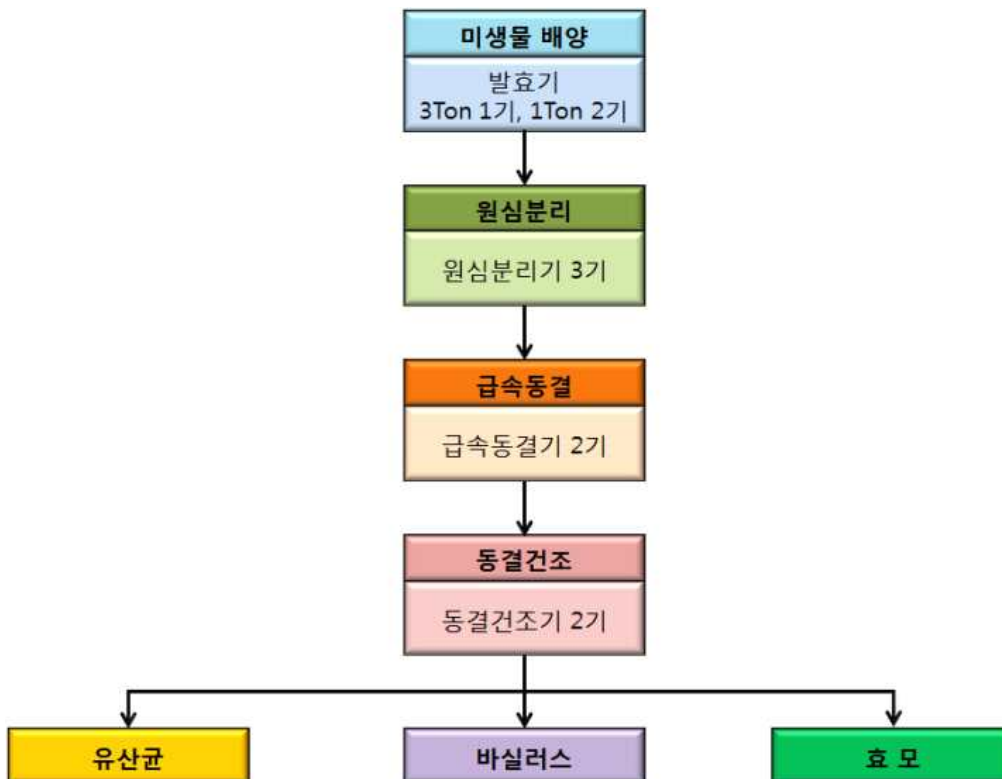 미생물 배양
발효기
3Ton 1기, 1Ton 2기
원심분리
원심분리기 3기
급속동결
급속동결기 2기
동결건조
동결건조기 2기
유산균
바실러스
효 모